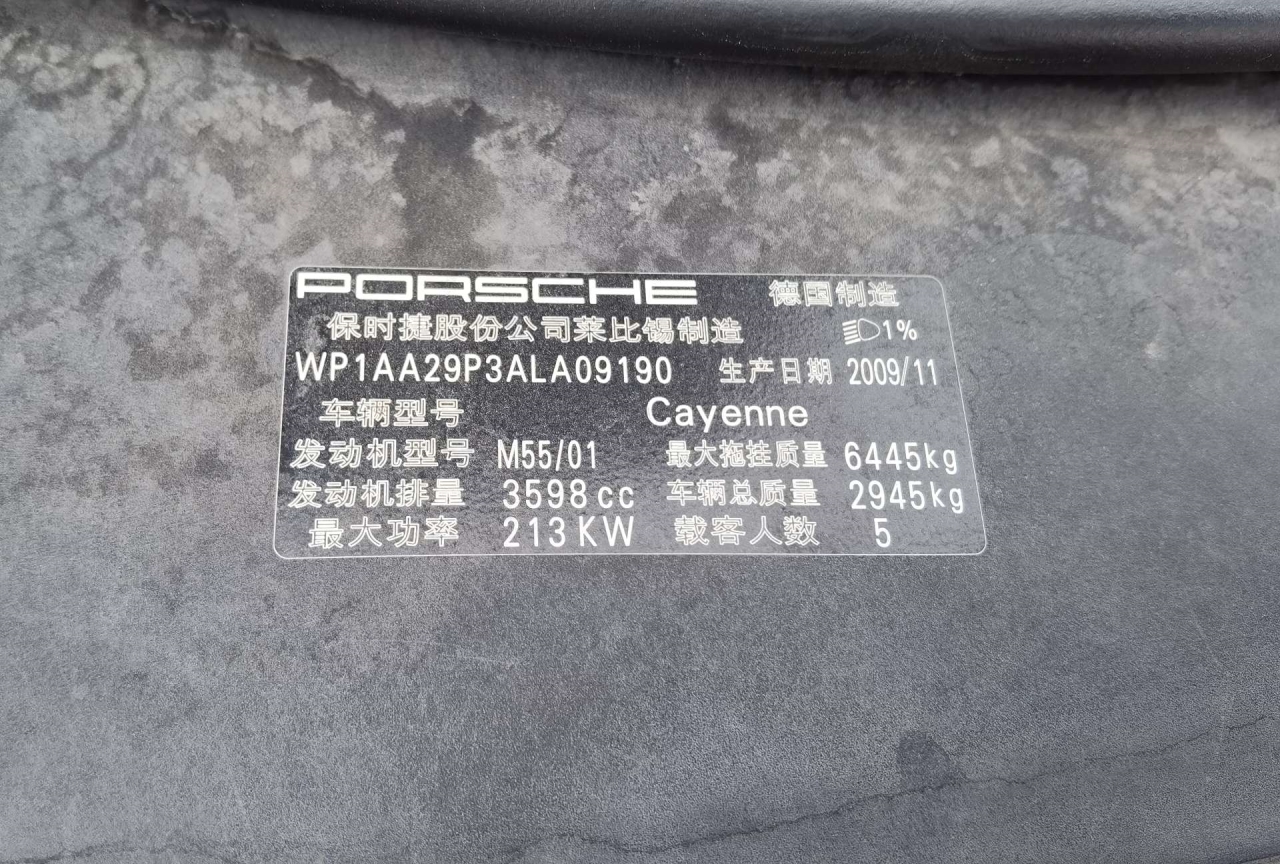 PORSCHE 德国制造
保时捷股份公司莱比锡制造 1%
WP1AA29P3ALA09190 生产日期 2009/11
车辆型号 Cayenne
发动机型号 M55/01 最大拖挂质量 6445kg
发动机排量 3598cc 车辆总质量 2945kg
最大功率 213KW 载客人数 5